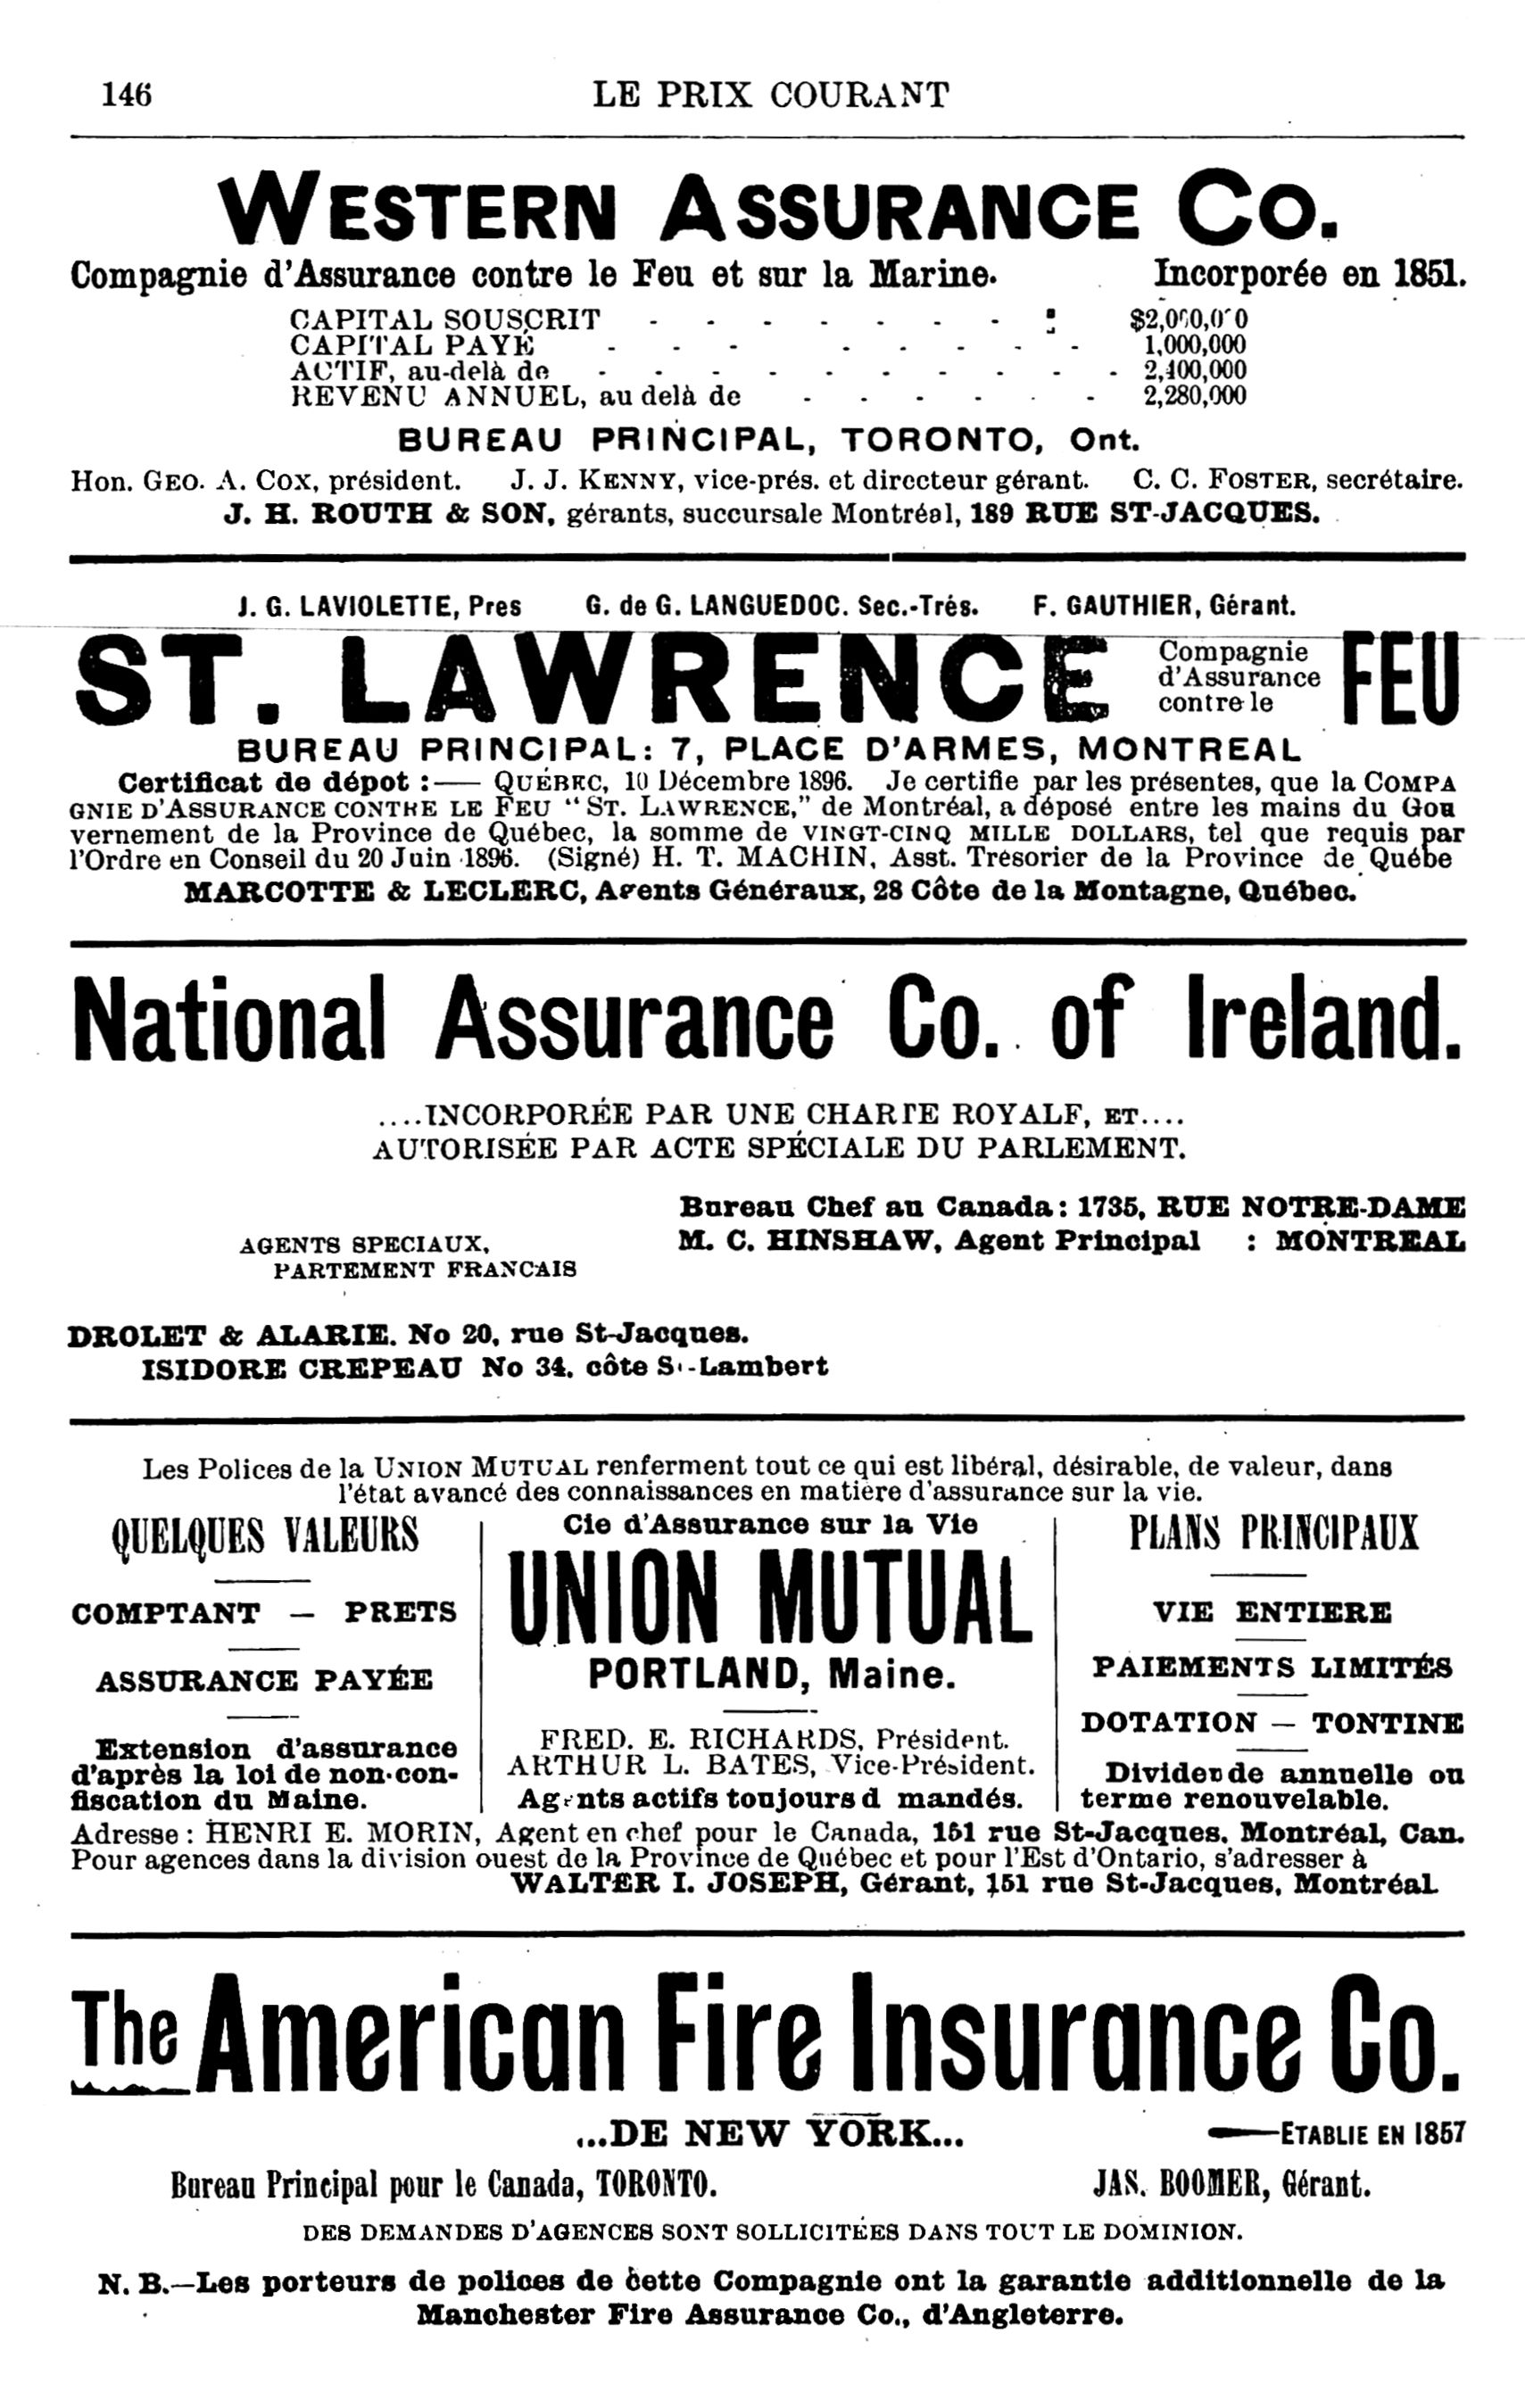 146 LE PRIX COURANT
WESTERN ASSURANCE CO.
Compagnie d'Assurance contre le Feu et sur la Marine. Incorporée en 1851.
CAPITAL SOUSCRIT - - - - - - - $2,000,000
CAPITAL PAYÉ - - - - - - - - 1,000,000
ACTIF, au-delà de - - - - - - - - - - 2,400,000
REVENU ANNUEL, au delà de - - - - - - 2,280,000
BUREAU PRINCIPAL, TORONTO, Ont.
Hon. GEO. A. COX, président. J. J. KENNY, vice-prés. et directeur gérant. C. C. FOSTER, secrétaire.
J. H. ROUTH & SON, gérants, succursale Montréal, 189 RUE ST-JACQUES.
J. G. LAVIOLETTE, Pres G. de G. LANGUEDOC. Sec.-Trés. F. GAUTHIER, Gérant.
ST. LAWRENCE Compagnie d'Assurance contre le FEU
BUREAU PRINCIPAL: 7, PLACE D'ARMES, MONTREAL
Certificat de dépot :— QUÉBEC, 10 Décembre 1896. Je certifie par les présentes, que la COMPA
GNIE D'ASSURANCE CONTRE LE FEU "ST. LAWRENCE," de Montréal, a déposé entre les mains du Gou
vernement de la Province de Québec, la somme de VINGT-CINQ MILLE DOLLARS, tel que requis par
l'Ordre en Conseil du 20 Juin 1896. (Signé) H. T. MACHIN, Asst. Trésorier de la Province de Québe
MARCOTTE & LECLERC, Agents Généraux, 28 Côte de la Montagne, Québec.
National Assurance Co. of Ireland.
....INCORPORÉE PAR UNE CHARTE ROYALE, ET....
AUTORISÉE PAR ACTE SPÉCIALE DU PARLEMENT.
Bureau Chef au Canada: 1735, RUE NOTRE-DAME
M. C. HINSHAW, Agent Principal : MONTREAL
AGENTS SPECIAUX,
PARTEMENT FRANCAIS
DROLET & ALARIE. No 20, rue St-Jacques.
ISIDORE CREPEAU No 34, côte St-Lambert
Les Polices de la UNION MUTUAL renferment tout ce qui est libéral, désirable, de valeur, dans
l'état avancé des connaissances en matière d'assurance sur la vie.
QUELQUES VALEURS
COMPTANT – PRETS
ASSURANCE PAYÉE
Extension d'assurance
d'après la loi de non-con-
fiscation du Maine.
Cie d'Assurance sur la Vie
UNION MUTUAL
PORTLAND, Maine.
FRED. E. RICHARDS, Président.
ARTHUR L. BATES, Vice-Président.
Agents actifs toujours d mandés.
PLANS PRINCIPAUX
VIE ENTIERE
PAIEMENTS LIMITÉS
DOTATION – TONTINE
Dividende annuelle ou
terme renouvelable.
Adresse : HENRI E. MORIN, Agent en chef pour le Canada, 151 rue St-Jacques. Montréal, Can.
Pour agences dans la division ouest de la Province de Québec et pour l'Est d'Ontario, s'adresser à
WALTER I. JOSEPH, Gérant, 151 rue St-Jacques, Montréal
The American Fire Insurance Co.
...DE NEW YORK... —ETABLIE EN 1857
Bureau Principal pour le Canada, TORONTO. JAS. BOOMER, Gérant.
DES DEMANDES D'AGENCES SONT SOLLICITÉES DANS TOUT LE DOMINION.
N. B.—Les porteurs de polices de cette Compagnie ont la garantie additionnelle de la
Manchester Fire Assurance Co., d'Angleterre.